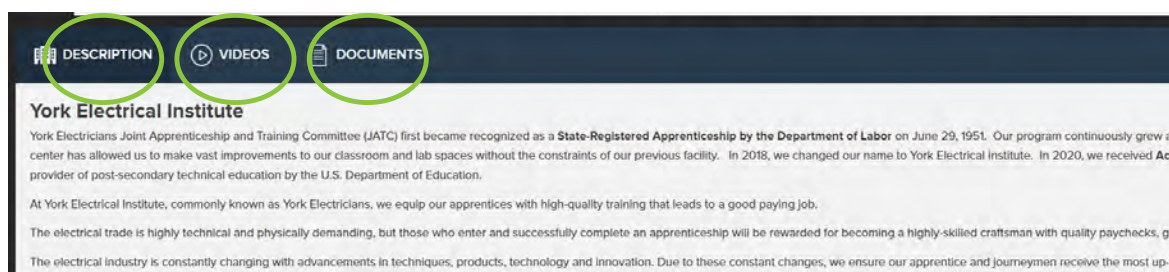 DESCRIPTION VIDEOS DOCUMENTS
York Electrical Institute
York Electricians Joint Apprenticeship and Training Committee (JATC) first became recognized as a State-Registered Apprenticeship by the Department of Labor on June 29, 1951. Our program continuously grew a
center has allowed us to make vast improvements to our classroom and lab spaces without the constraints of our previous facility. In 2018, we changed our name to York Electrical Institute. In 2020, we received Ac
provider of post-secondary technical education by the U.S. Department of Education.
At York Electrical Institute, commonly known as York Electricians, we equip our apprentices with high-quality training that leads to a good paying job.
The electrical trade is highly technical and physically demanding, but those who enter and successfully complete an apprenticeship will be rewarded for becoming a highly-skilled craftsman with quality paychecks, g
The electrical industry is constantly changing with advancements in techniques, products, technology and innovation. Due to these constant changes, we ensure our apprentice and journeymen receive the most up-